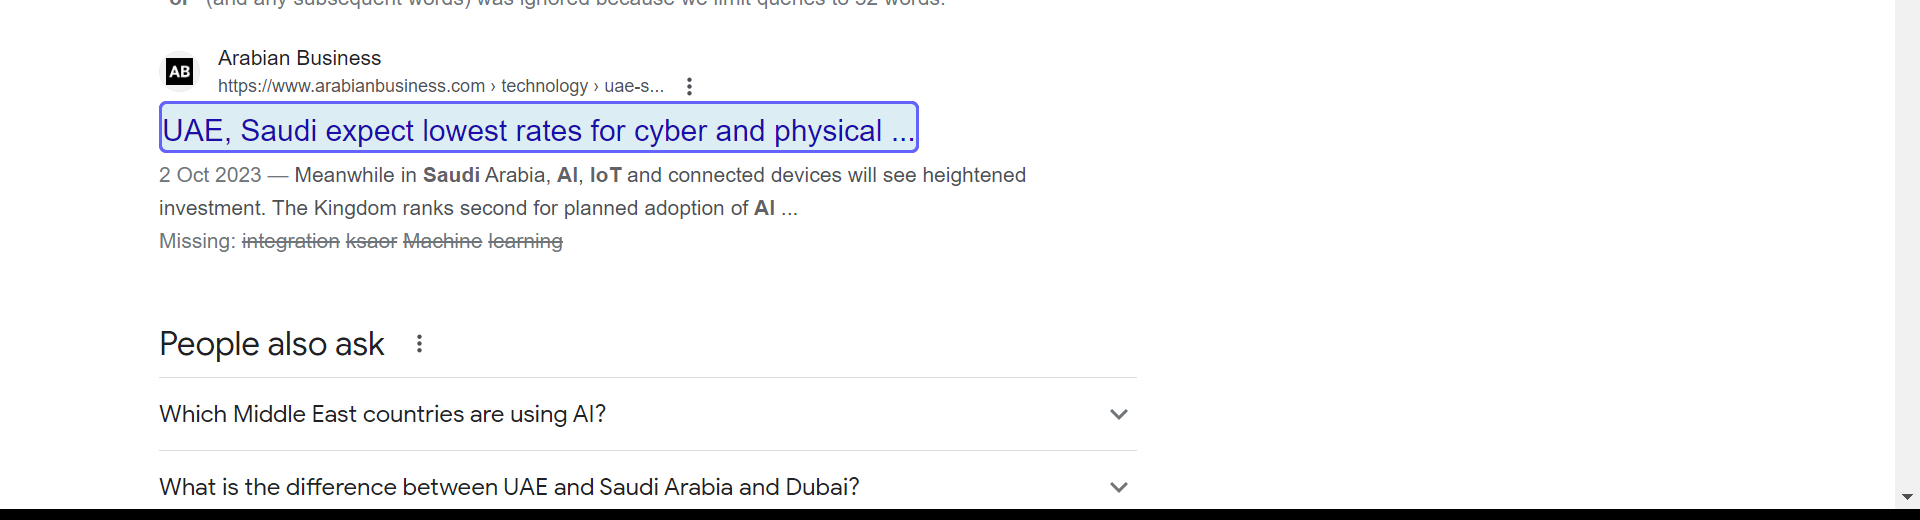 "or" (and any subsequent words) was ignored because we limit queries to 32 words.
AB
Arabian Business
https://www.arabianbusiness.com › technology › uae-s...
UAE, Saudi expect lowest rates for cyber and physical ...
2 Oct 2023 — Meanwhile in Saudi Arabia, AI, IoT and connected devices will see heightened
investment. The Kingdom ranks second for planned adoption of AI ...
Missing: integration ksaor Machine learning
People also ask
Which Middle East countries are using AI?
What is the difference between UAE and Saudi Arabia and Dubai?